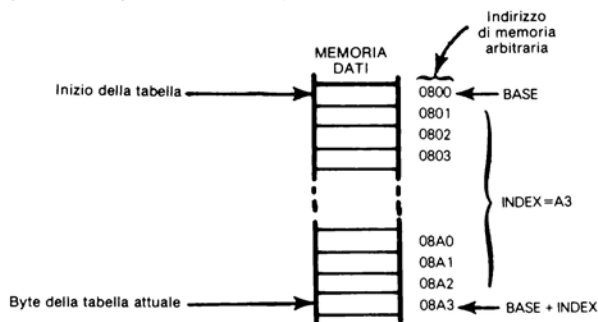 Indirizzo
di memoria
arbitraria
MEMORIA
DATI
Inizio della tabella
0800
BASE
0801
0802
0803
INDEX=A3
08A0
08A1
08A2
Byte della tabella attuale
08A3
BASE + INDEX